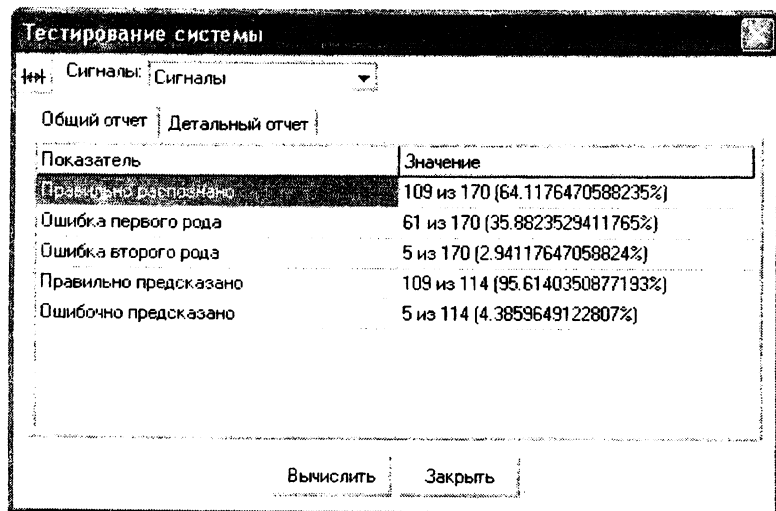 Тестирование системы
Сигналы: Сигналы
Общий отчет Детальный отчет
Показатель Значение
Правильно распознано 109 из 170 (64.1176470588235%)
Ошибка первого рода 61 из 170 (35.8823529411765%)
Ошибка второго рода 5 из 170 (2.94117647058824%)
Правильно предсказано 109 из 114 (95.6140350877193%)
Ошибочно предсказано 5 из 114 (4.3859649122807%)
Вычислить Закрыть